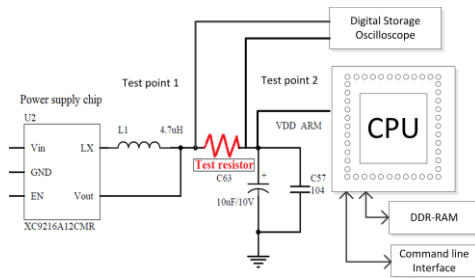 Digital Storage
Oscilloscope
Test point 1
Test point 2
Power supply chip
U2
L1
4.7uH
VDD ARM
CPU
Vin
LX
Test resistor
C63
C57
GND
104
EN
Vout
10uF/10V
DDR-RAM
XC9216A12CMR
Command line
Interface